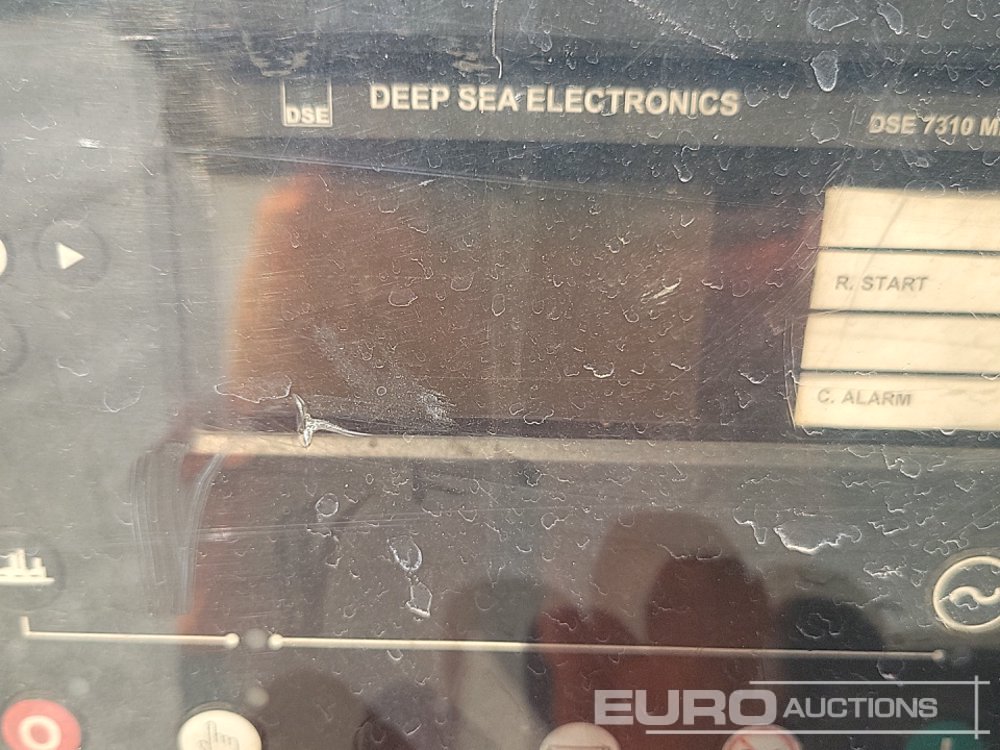 DSE
DEEP SEA ELECTRONICS
DSE 7310 M
R. START
C. ALARM
EURO AUCTIONS